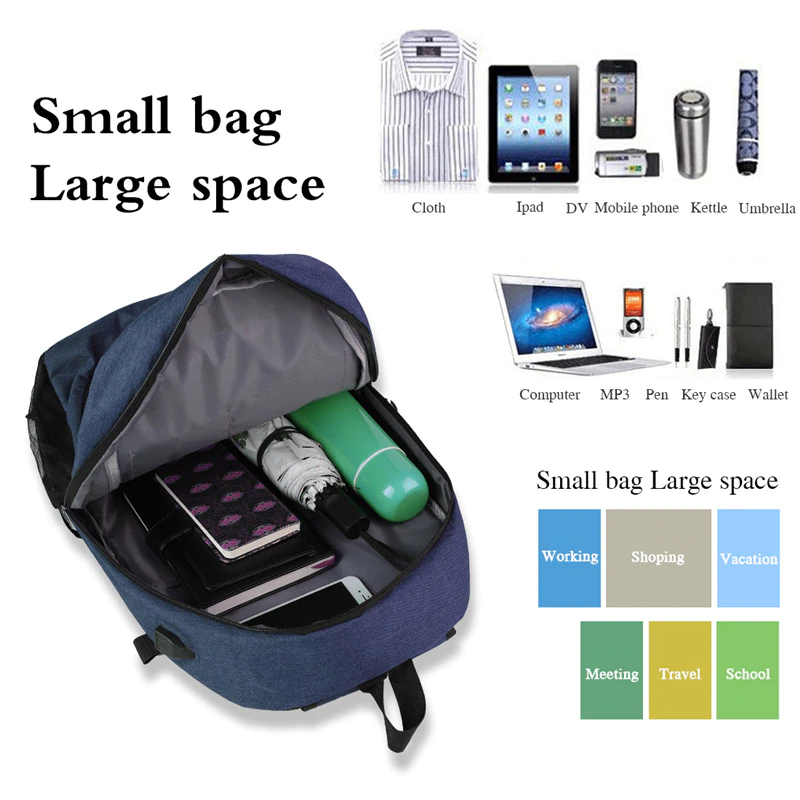 Small bag
Large space
Cloth
Ipad
DV
Mobile phone
Kettle
Umbrella
Computer
MP3
Pen
Key case
Wallet
Small bag Large space
Working
Shoping
Vacation
Meeting
Travel
School